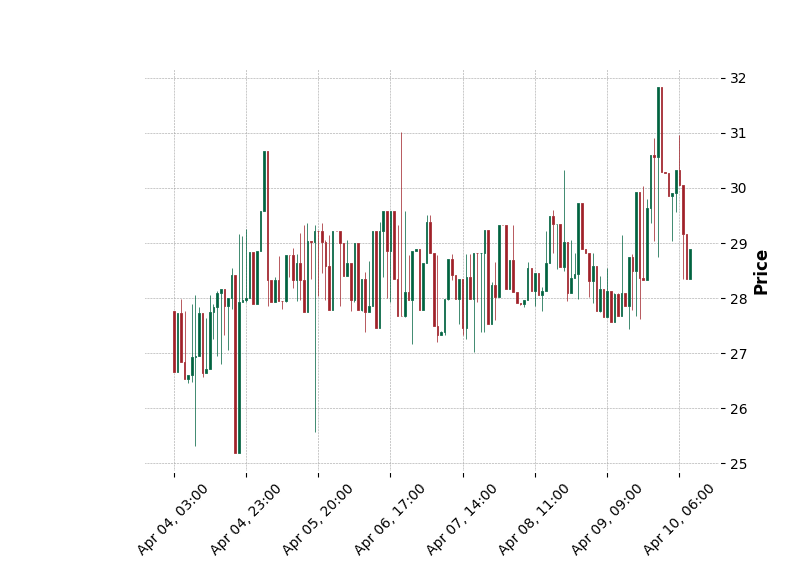 32
31
30
29
28
27
26
25
Price
Apr 04, 03:00
Apr 04, 23:00
Apr 05, 20:00
Apr 06, 17:00
Apr 07, 14:00
Apr 08, 11:00
Apr 09, 09:00
Apr 10, 06:00